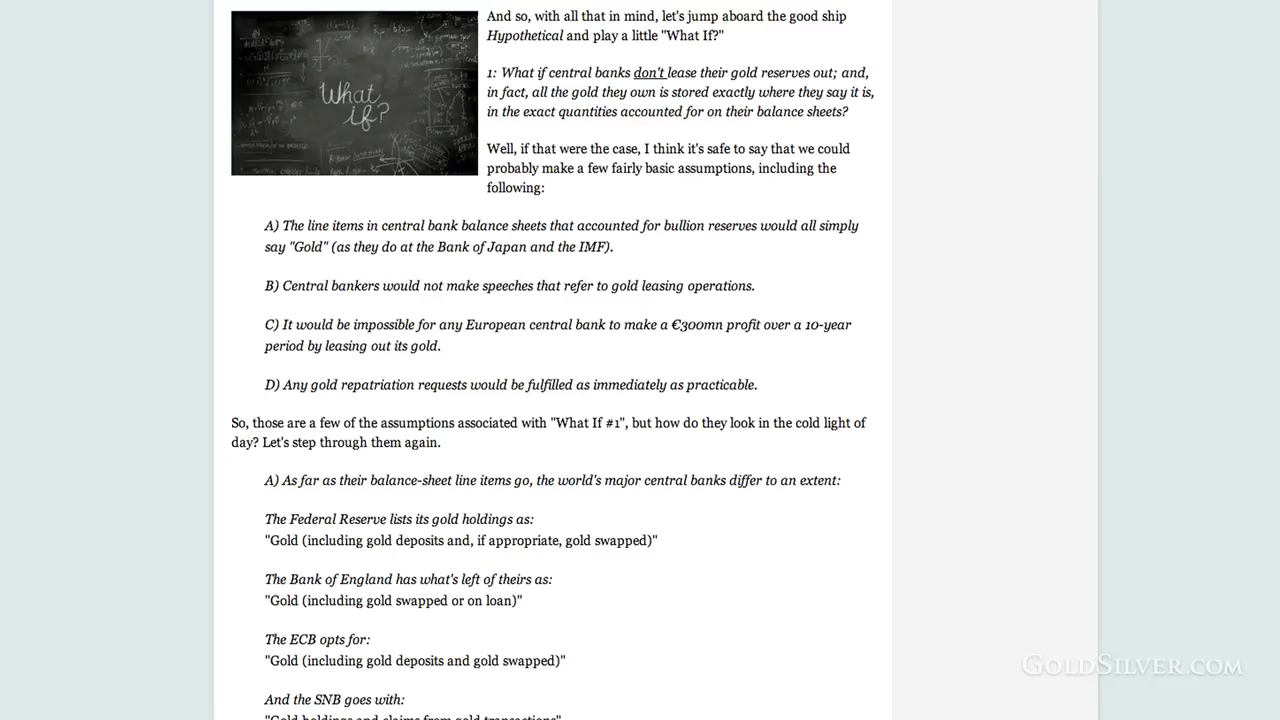 And so, with all that in mind, let's jump aboard the good ship
Hypothetical and play a little "What If?"
What
if?
1: What if central banks don't lease their gold reserves out; and,
in fact, all the gold they own is stored exactly where they say it is,
in the exact quantities accounted for on their balance sheets?
Well, if that were the case, I think it's safe to say that we could
probably make a few fairly basic assumptions, including the
following:
A) The line items in central bank balance sheets that accounted for bullion reserves would all simply
say "Gold" (as they do at the Bank of Japan and the IMF).
B) Central bankers would not make speeches that refer to gold leasing operations.
C) It would be impossible for any European central bank to make a €300mn profit over a 10-year
period by leasing out its gold.
D) Any gold repatriation requests would be fulfilled as immediately as practicable.
So, those are a few of the assumptions associated with "What If #1", but how do they look in the cold light of
day? Let's step through them again.
A) As far as their balance-sheet line items go, the world's major central banks differ to an extent:
The Federal Reserve lists its gold holdings as:
"Gold (including gold deposits and, if appropriate, gold swapped)"
The Bank of England has what's left of theirs as:
"Gold (including gold swapped or on loan)"
The ECB opts for:
"Gold (including gold deposits and gold swapped)"
And the SNB goes with:
"Gold holdings and claims from gold transactions"
GOLDSILVER.COM